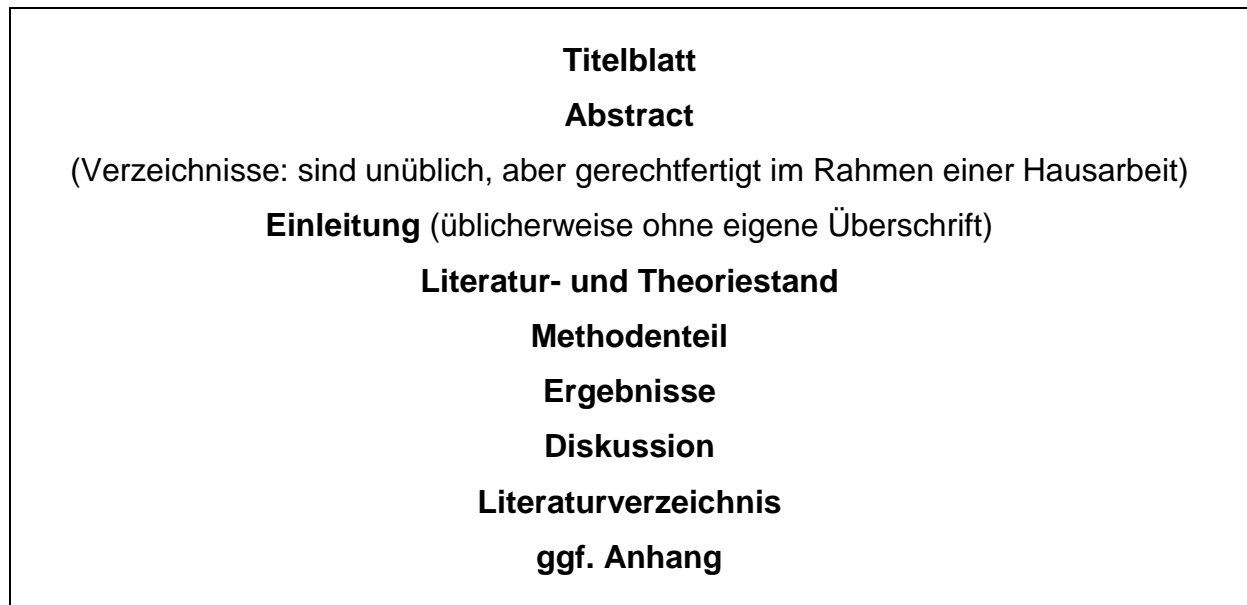 Titelblatt
Abstract
(Verzeichnisse: sind unüblich, aber gerechtfertigt im Rahmen einer Hausarbeit)
Einleitung (üblicherweise ohne eigene Überschrift)
Literatur- und Theoriestand
Methodenteil
Ergebnisse
Diskussion
Literaturverzeichnis
ggf. Anhang